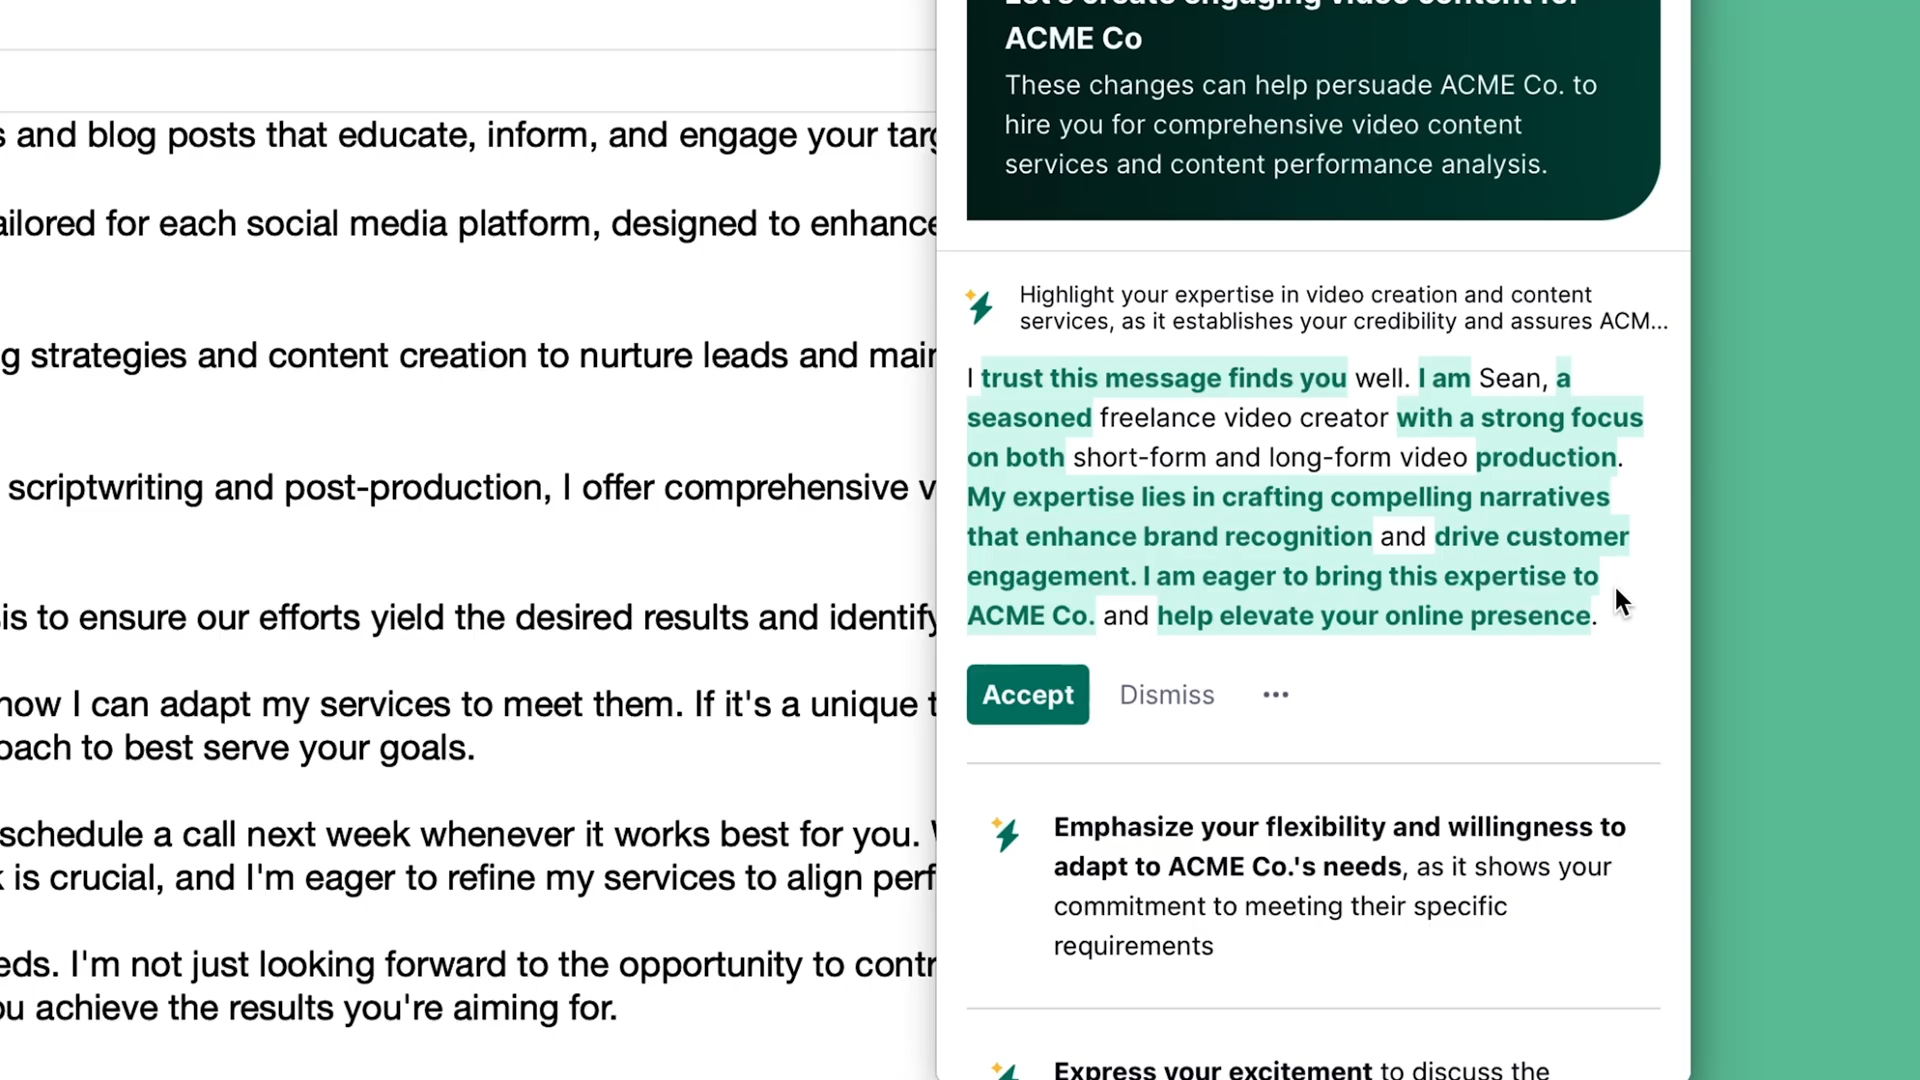 and blog posts that educate, inform, and engage your
for each social media platform, designed to enhance
strategies and content creation to nurture leads and
scriptwriting and post-production, I offer comprehensive
to ensure our efforts yield the desired results and identify
how I can adapt my services to meet them. If it's a unique
to best serve your goals.
schedule a call next week whenever it works best for you.
is crucial, and I'm eager to refine my services to align
I'm not just looking forward to the opportunity to
achieve the results you're aiming for.
Let's create engaging video content for
ACME Co
These changes can help persuade ACME Co. to
hire you for comprehensive video content
services and content performance analysis.
Highlight your expertise in video creation and content
services, as it establishes your credibility and assures ACM...
I trust this message finds you well. I am Sean, a
seasoned freelance video creator with a strong focus
on both short-form and long-form video production.
My expertise lies in crafting compelling narratives
that enhance brand recognition and drive customer
engagement. I am eager to bring this expertise to
ACME Co. and help elevate your online presence.
Accept Dismiss ...
Emphasize your flexibility and willingness to
adapt to ACME Co.'s needs, as it shows your
commitment to meeting their specific
requirements
Express your excitement to discuss the